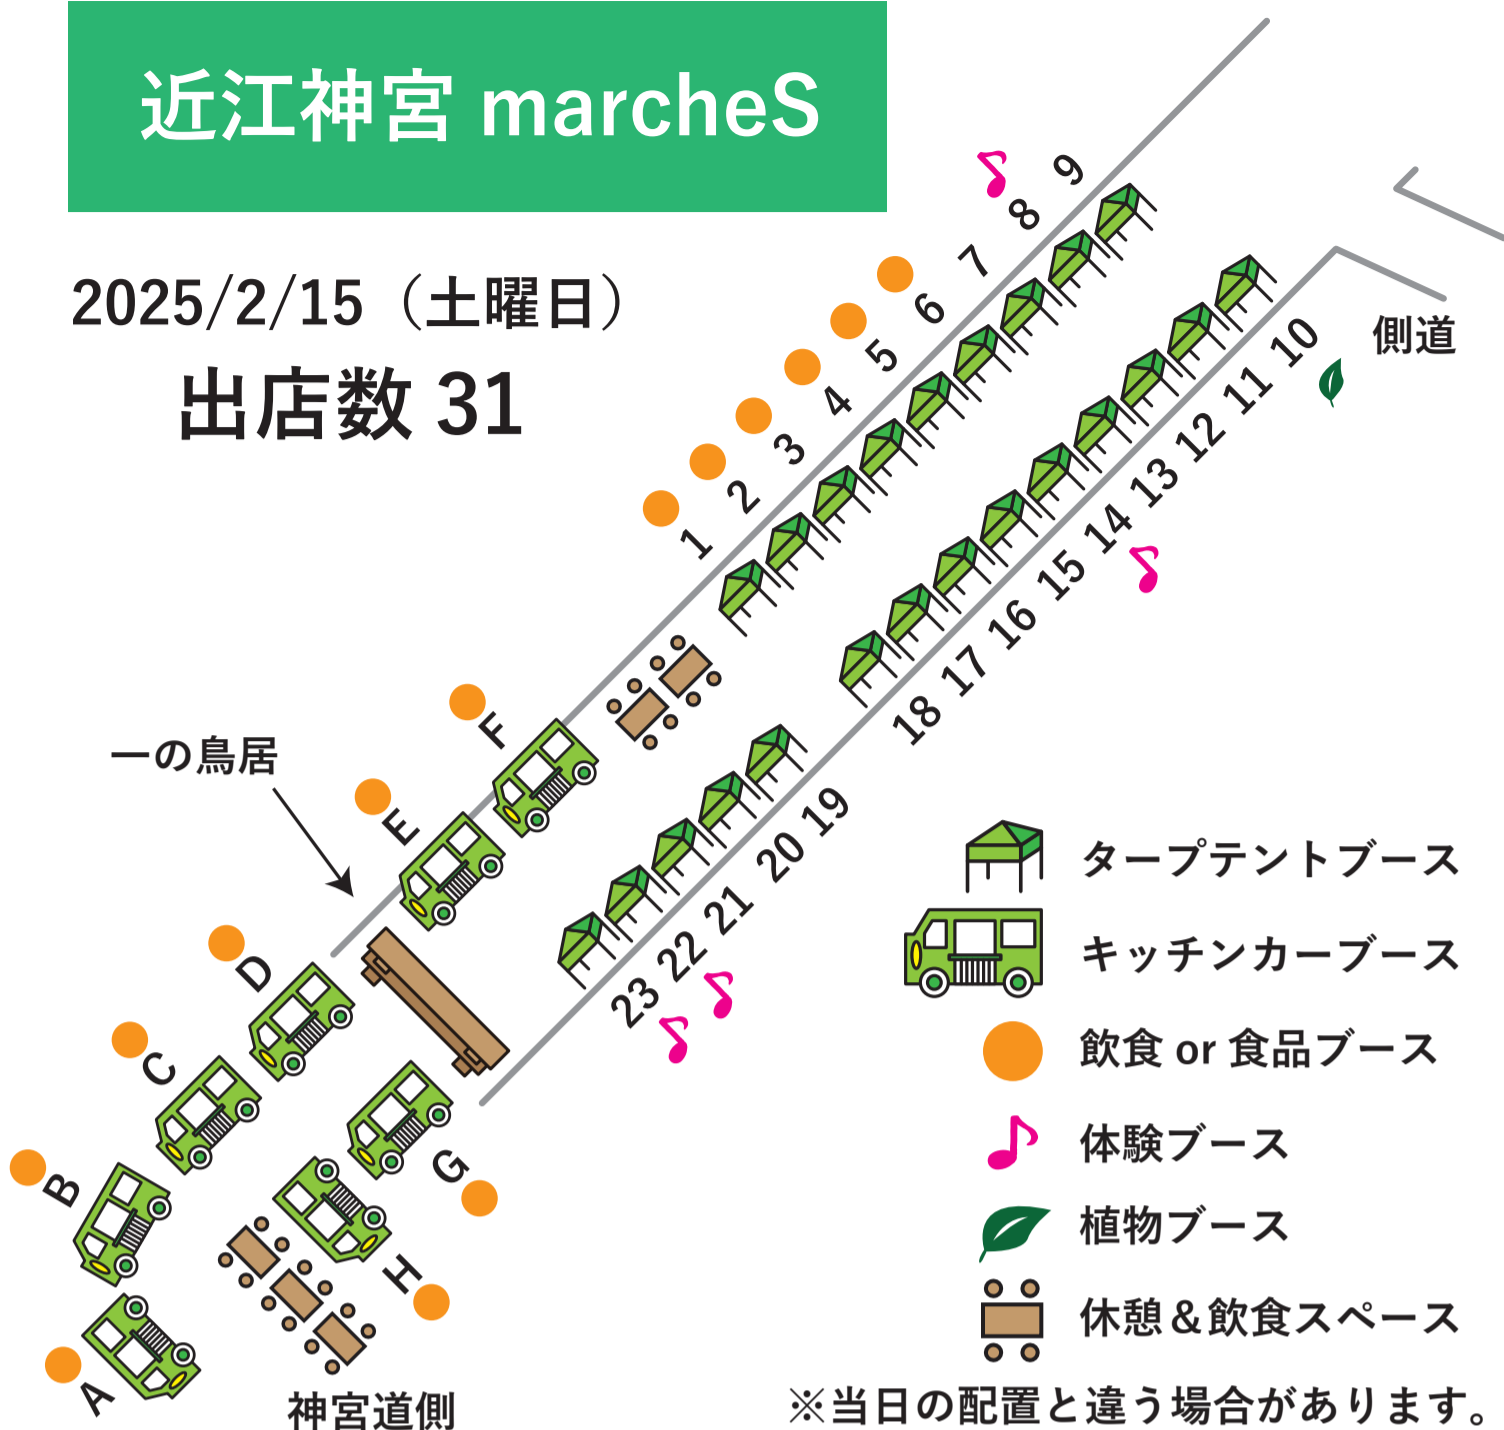 近江神宮 marcheS
2025/2/15（土曜日）
出店数 31
9
8
7
6
5
4
3
2
1
側道
10
11
12
13
14
15
16
17
18
19
20
21
22
23
F
E
一の鳥居
D
C
B
A
G
H
神宮道側
タープテントブース
キッチンカーブース
飲食 or 食品ブース
体験ブース
植物ブース
休憩＆飲食スペース
※当日の配置と違う場合があります。